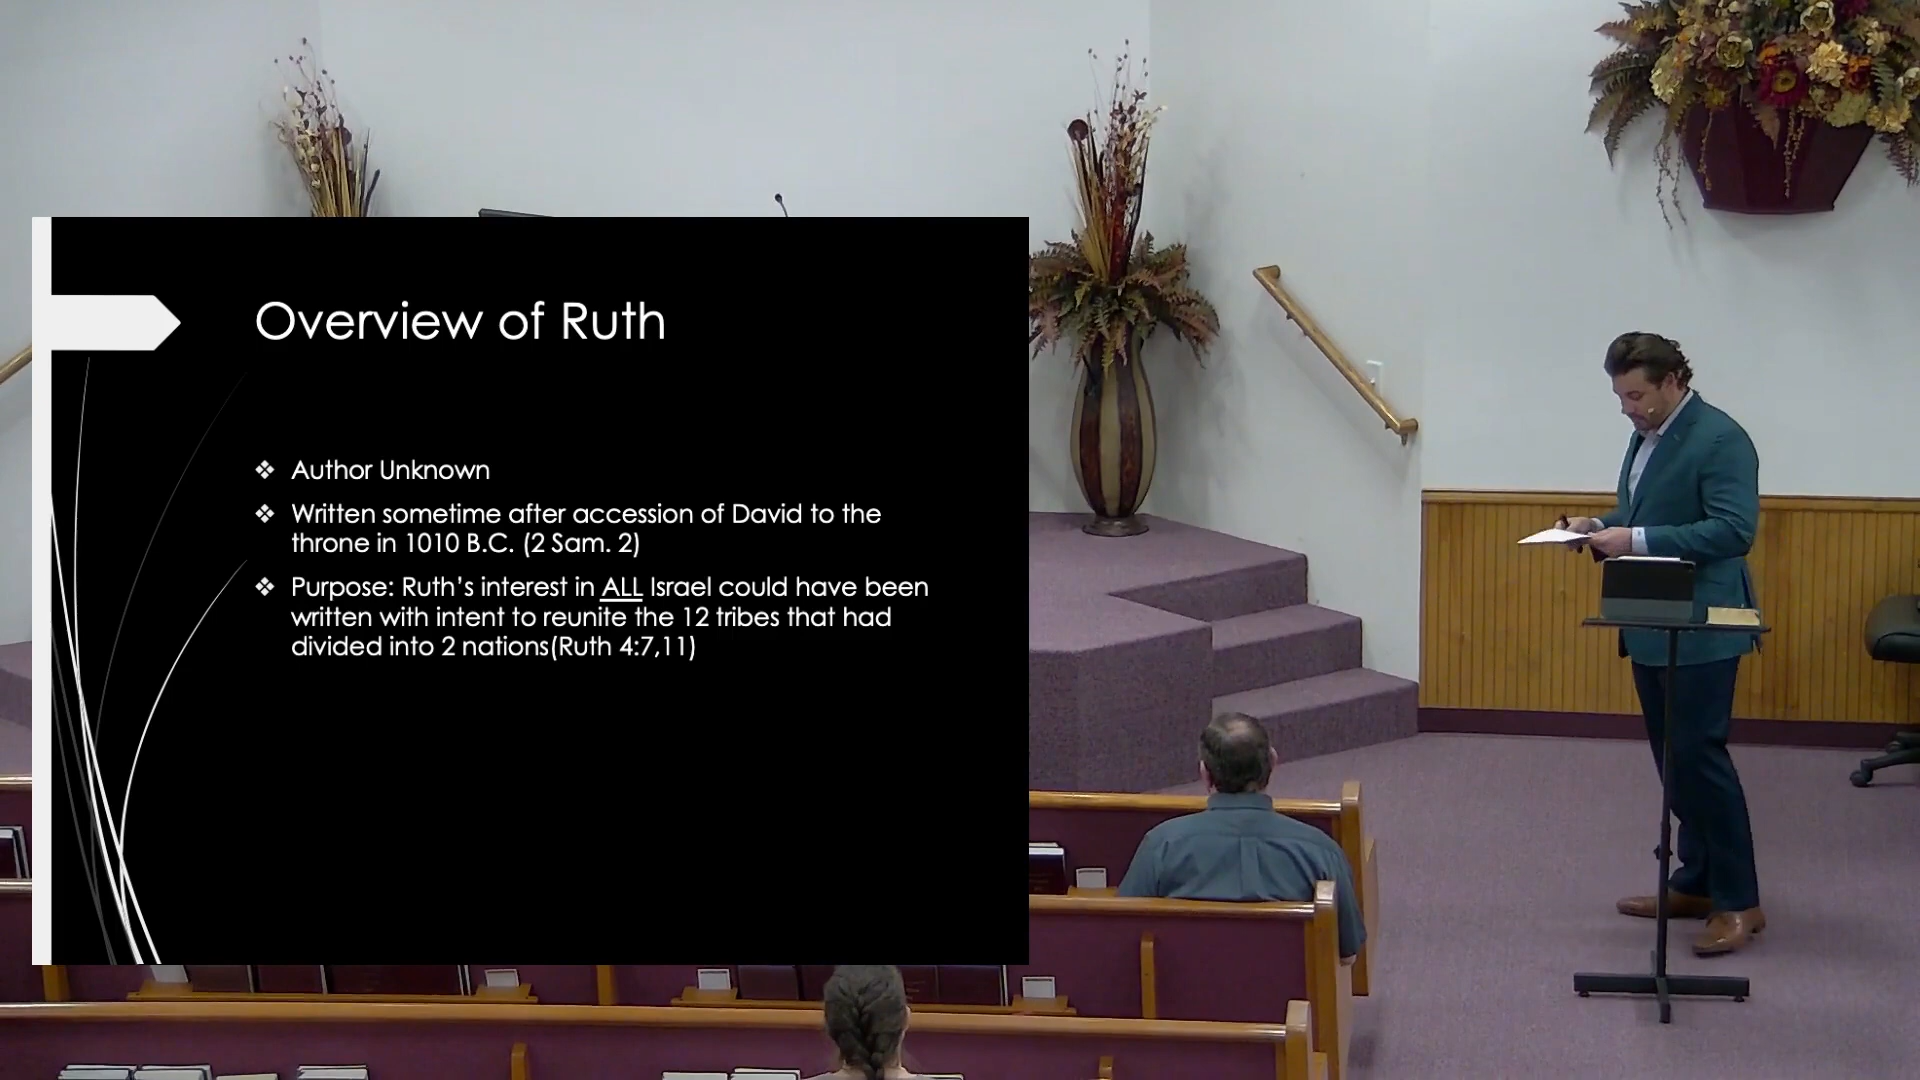 Overview of Ruth
❖ Author Unknown
❖ Written sometime after accession of David to the
throne in 1010 B.C. (2 Sam. 2)
❖ Purpose: Ruth's interest in ALL Israel could have been
written with intent to reunite the 12 tribes that had
divided into 2 nations(Ruth 4:7,11)